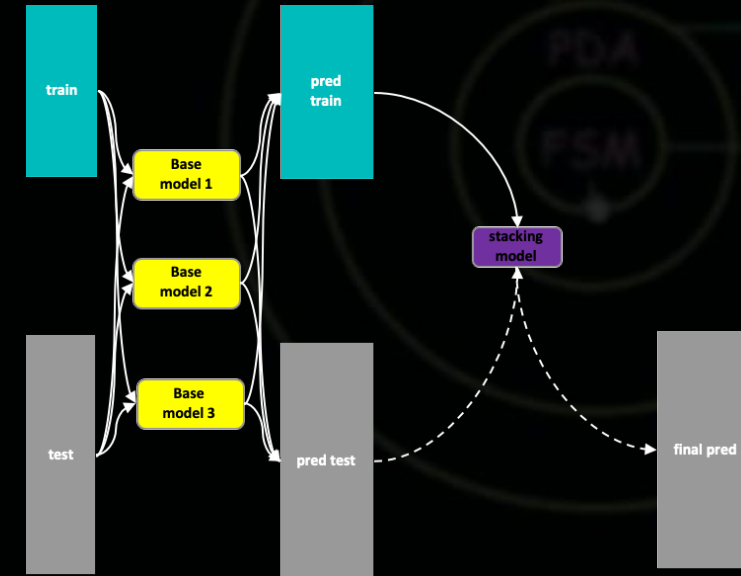 train
pred
train
PDA
FSM
Base
model 1
stacking
model
Base
model 2
Base
model 3
test
pred test
final pred